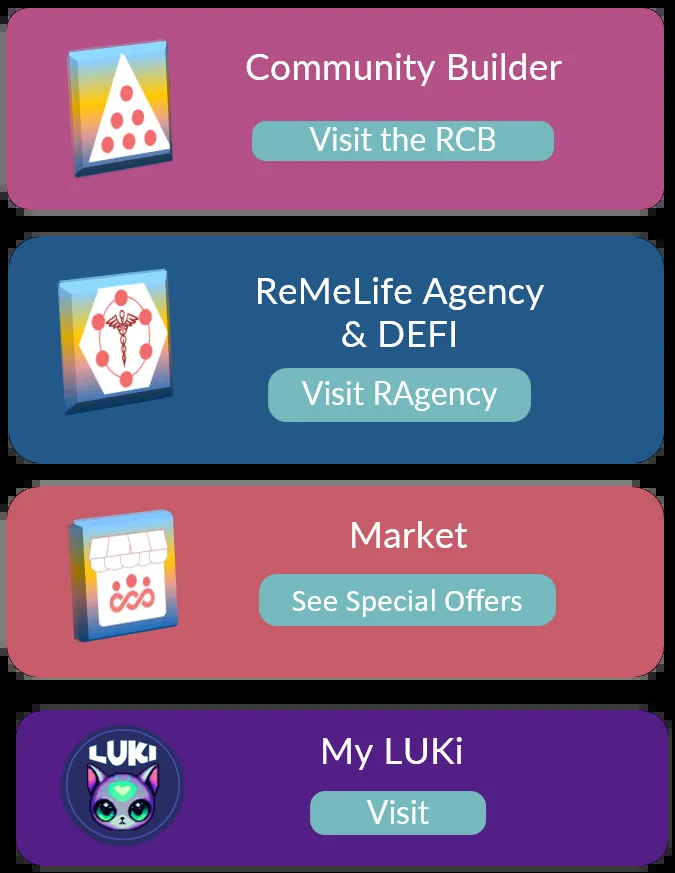 Community Builder
Visit the RCB
ReMeLife Agency
& DEFI
Visit RAgency
Market
See Special Offers
LUKI
My LUKi
Visit